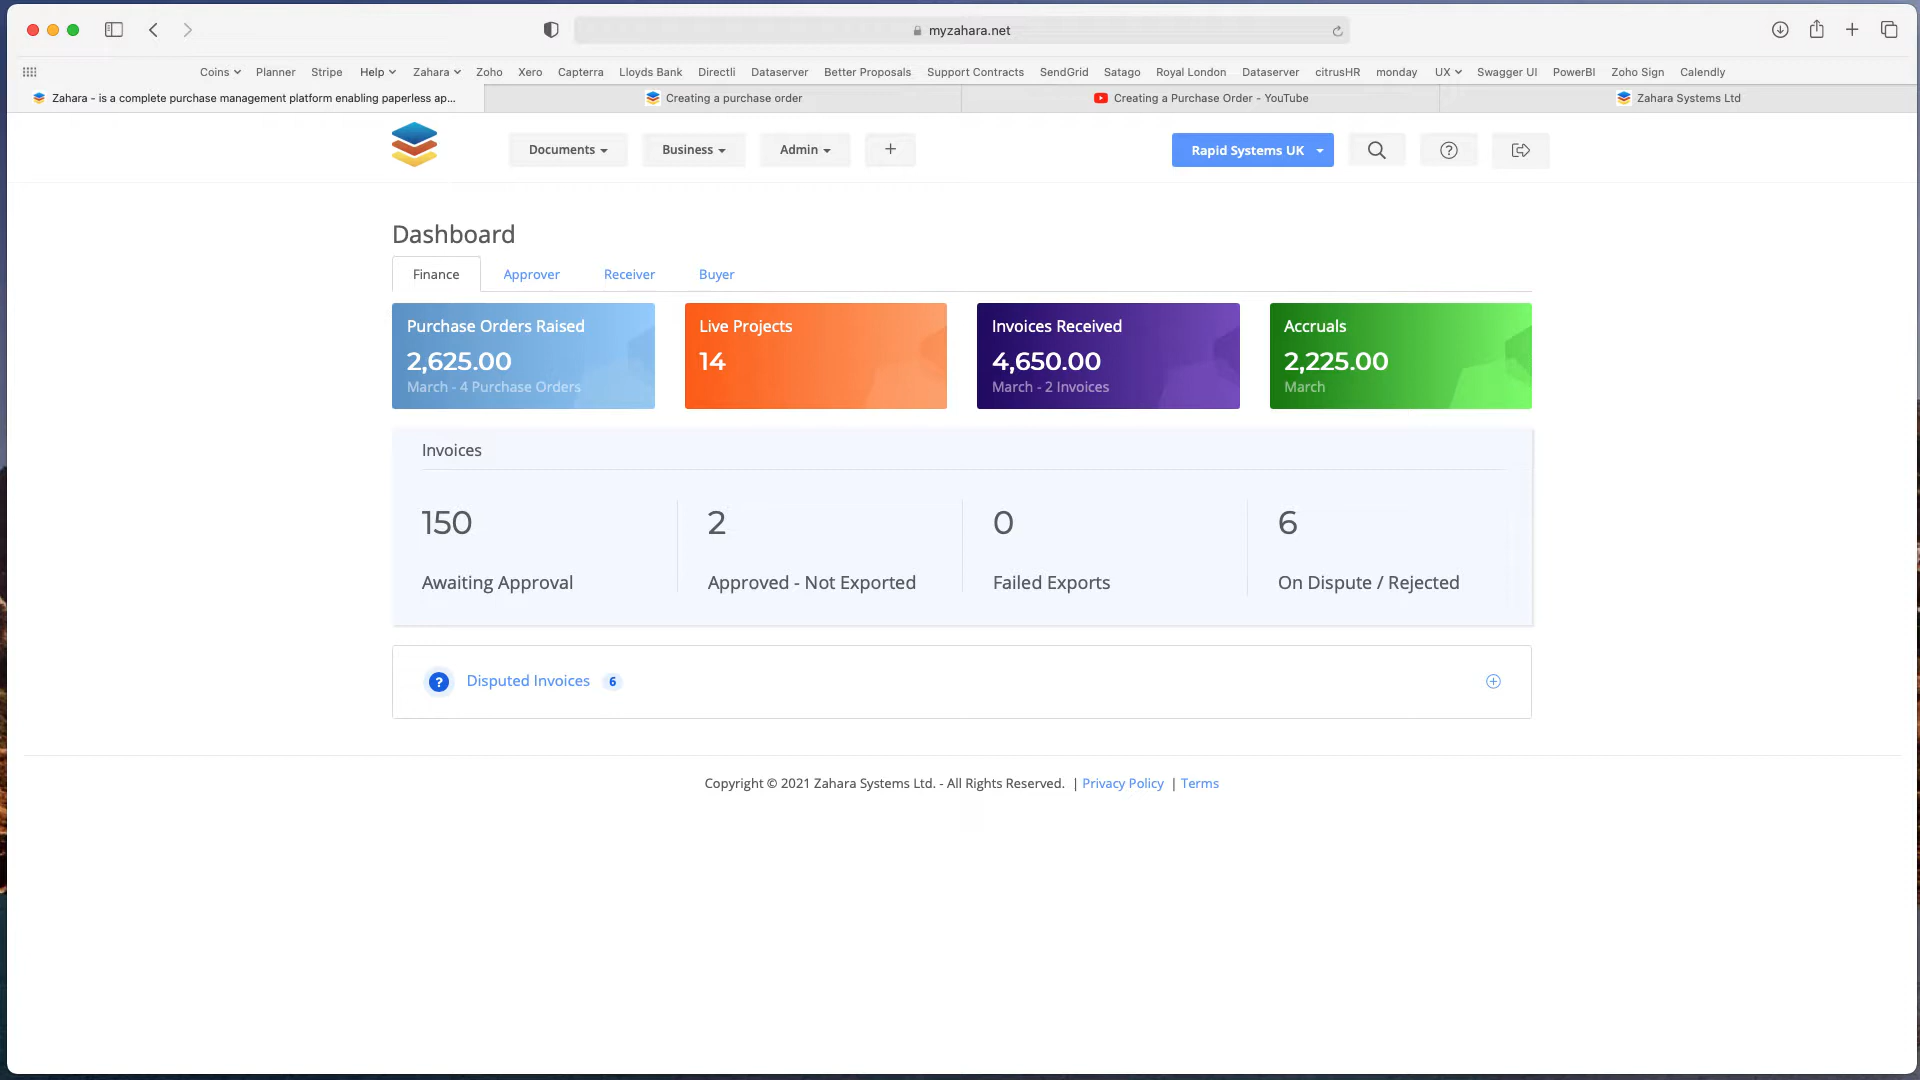 myzahara.net
Coins Planner Stripe Help Zahara Zoho Xero Capterra Lloyds Bank Directli Dataserver Better Proposals Support Contracts SendGrid Satago Royal London Dataserver citrusHR monday UX Swagger UI PowerBI Zoho Sign Calendly
Zahara - is a complete purchase management platform enabling paperless ap... Creating a purchase order Creating a Purchase Order - YouTube Zahara Systems Ltd
Documents Business Admin + Rapid Systems UK ?
Dashboard
Finance Approver Receiver Buyer
Purchase Orders Raised Live Projects Invoices Received Accruals
2,625.00 14 4,650.00 2,225.00
March - 4 Purchase Orders March - 2 Invoices March
Invoices
150 2 0 6
Awaiting Approval Approved - Not Exported Failed Exports On Dispute / Rejected
? Disputed Invoices 6
Copyright © 2021 Zahara Systems Ltd. - All Rights Reserved. | Privacy Policy | Terms